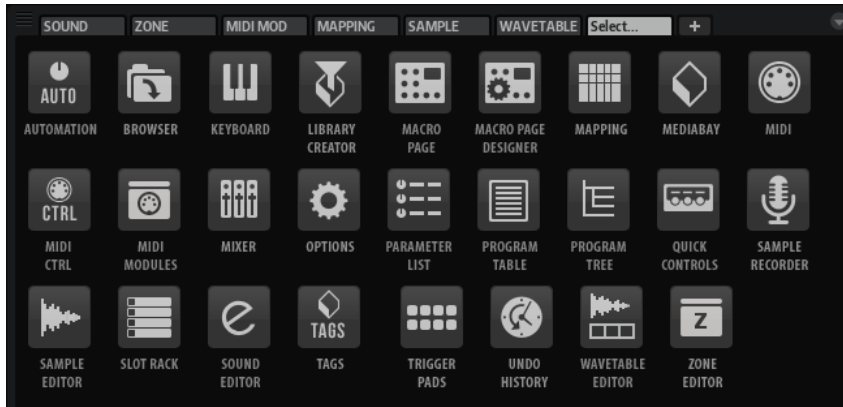 SOUND ZONE MIDI MOD MAPPING SAMPLE WAVETABLE Select... +
AUTO CTRL TAGS Z
AUTOMATION BROWSER KEYBOARD LIBRARY CREATOR MACRO PAGE MACRO PAGE DESIGNER MAPPING MEDIABAY MIDI
MIDI CTRL MIDI MODULES MIXER OPTIONS PARAMETER LIST PROGRAM TABLE PROGRAM TREE QUICK CONTROLS SAMPLE RECORDER
SAMPLE EDITOR SLOT RACK SOUND EDITOR TAGS TRIGGER PADS UNDO HISTORY WAVETABLE EDITOR ZONE EDITOR